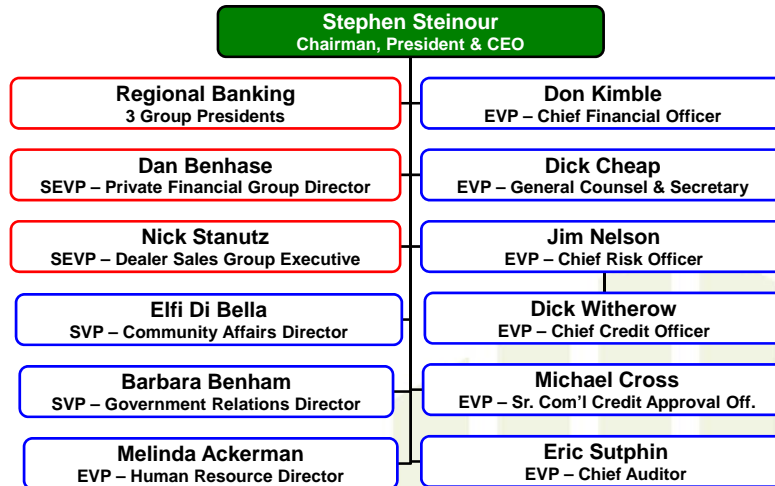 Stephen Steinour
Chairman, President & CEO
Regional Banking
3 Group Presidents
Don Kimble
EVP – Chief Financial Officer
Dan Benhase
SEVP – Private Financial Group Director
Dick Cheap
EVP – General Counsel & Secretary
Nick Stanutz
SEVP – Dealer Sales Group Executive
Jim Nelson
EVP – Chief Risk Officer
Elfi Di Bella
SVP – Community Affairs Director
Dick Witherow
EVP – Chief Credit Officer
Barbara Benham
SVP – Government Relations Director
Michael Cross
EVP – Sr. Com’l Credit Approval Off.
Melinda Ackerman
EVP – Human Resource Director
Eric Sutphin
EVP – Chief Auditor